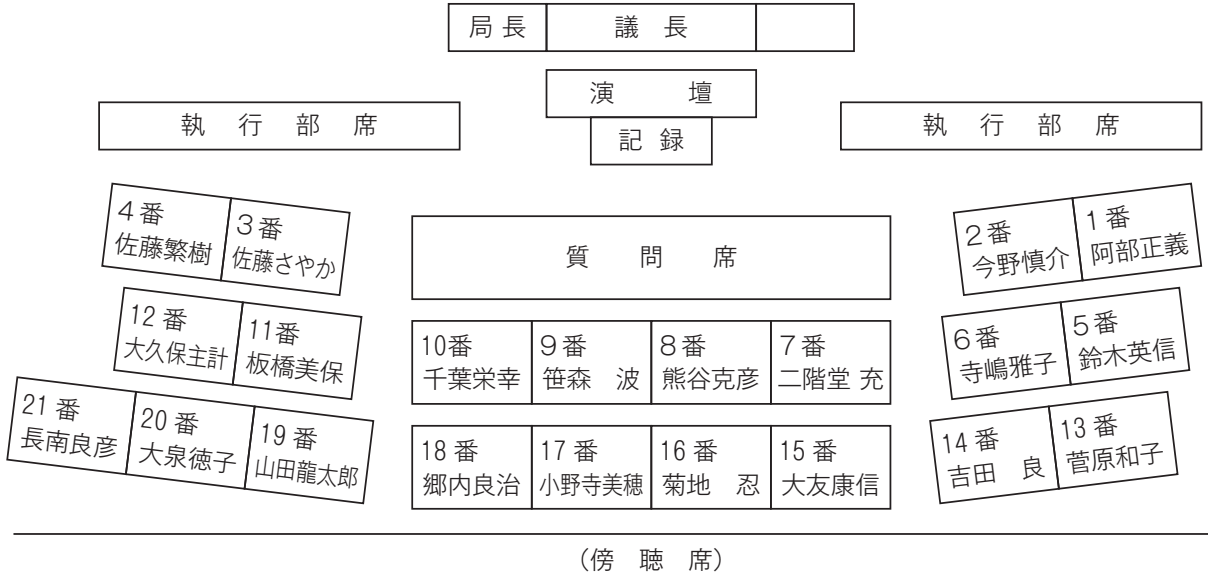 局長 議長
演壇
執行部席 記録 執行部席
4番 3番 2番 1番
佐藤繁樹 佐藤さやか 今野慎介 阿部正義
質問席
12番 11番 6番 5番
大久保主計 板橋美保 寺嶋雅子 鈴木英信
10番 9番 8番 7番
千葉栄幸 笹森 波 熊谷克彦 二階堂 充
21番 20番 19番 14番 13番
長南良彦 大泉徳子 山田龍太郎 吉田 良 菅原和子
18番 17番 16番 15番
郷内良治 小野寺美穂 菊地 忍 大友康信
(傍聴席)